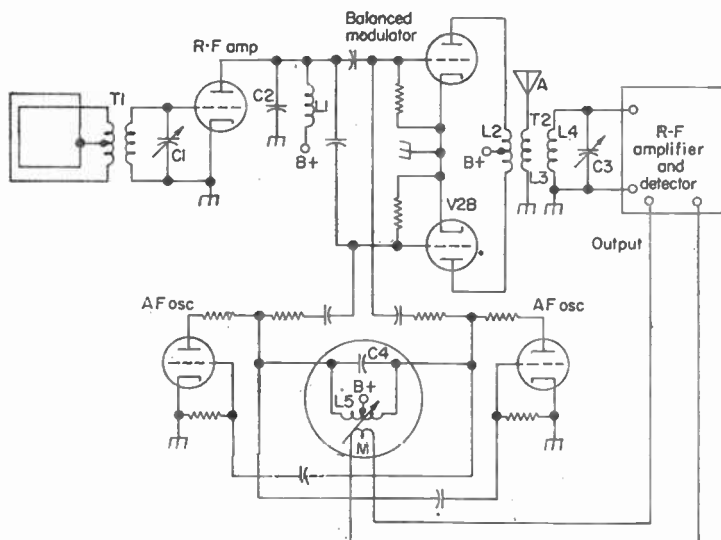 Balanced
modulator
R-F amp
T1
C1
C2
L1
B+
L2
B+
V2B
A
T2
L4
L3
C3
R-F
amplifier
and
detector
Output
AF osc
AF osc
C4
B+
L5
M